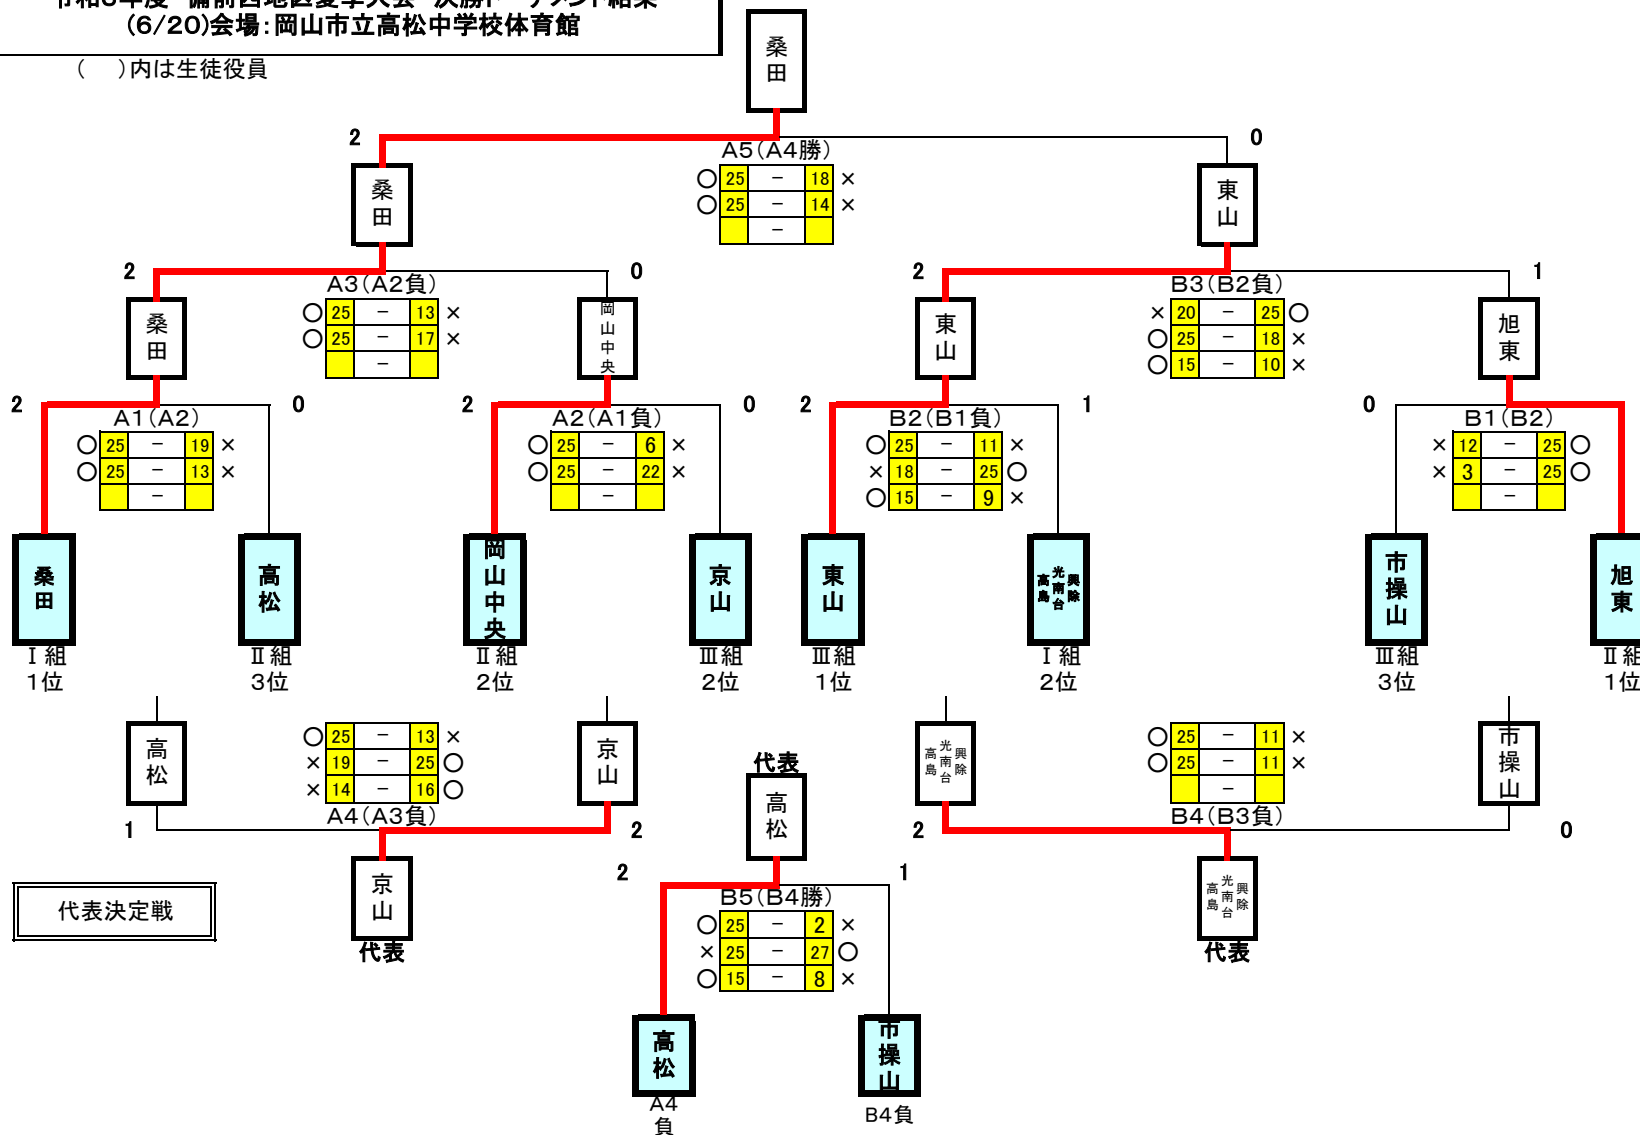 (6/20)会場：岡山市立高松中学校体育館
(　)内は生徒役員
桑田
2
0
A5(A4勝)
桑田
○ 25 － 18 ×
○ 25 － 14 ×
－
東山
2
0
2
1
A3(A2負)
B3(B2負)
桑田
○ 25 － 13 ×
○ 25 － 17 ×
－
岡山中央
東山
× 20 － 25 ○
○ 25 － 18 ×
○ 15 － 10 ×
旭東
2
0
2
0
2
1
0
A1(A2)
A2(A1負)
B2(B1負)
B1(B2)
○ 25 － 19 ×
○ 25 － 13 ×
－
○ 25 － 6 ×
○ 25 － 22 ×
－
○ 25 － 11 ×
× 18 － 25 ○
○ 15 － 9 ×
× 12 － 25 ○
× 3 － 25 ○
－
桑田
高松
岡山中央
京山
東山
高島
光南台
興除
市操山
旭東
Ⅰ組
1位
Ⅱ組
3位
Ⅱ組
2位
Ⅲ組
2位
Ⅲ組
1位
Ⅰ組
2位
Ⅲ組
3位
Ⅱ組
1位
高松
○ 25 － 13 ×
× 19 － 25 ○
× 14 － 16 ○
京山
代表
高松
高島
光南台
興除
○ 25 － 11 ×
○ 25 － 11 ×
－
市操山
1
A4(A3負)
2
2
B4(B3負)
0
京山
代表
2
1
高島
光南台
興除
代表
代表決定戦
B5(B4勝)
○ 25 － 2 ×
× 25 － 27 ○
○ 15 － 8 ×
高松
市操山
A4
負
B4負